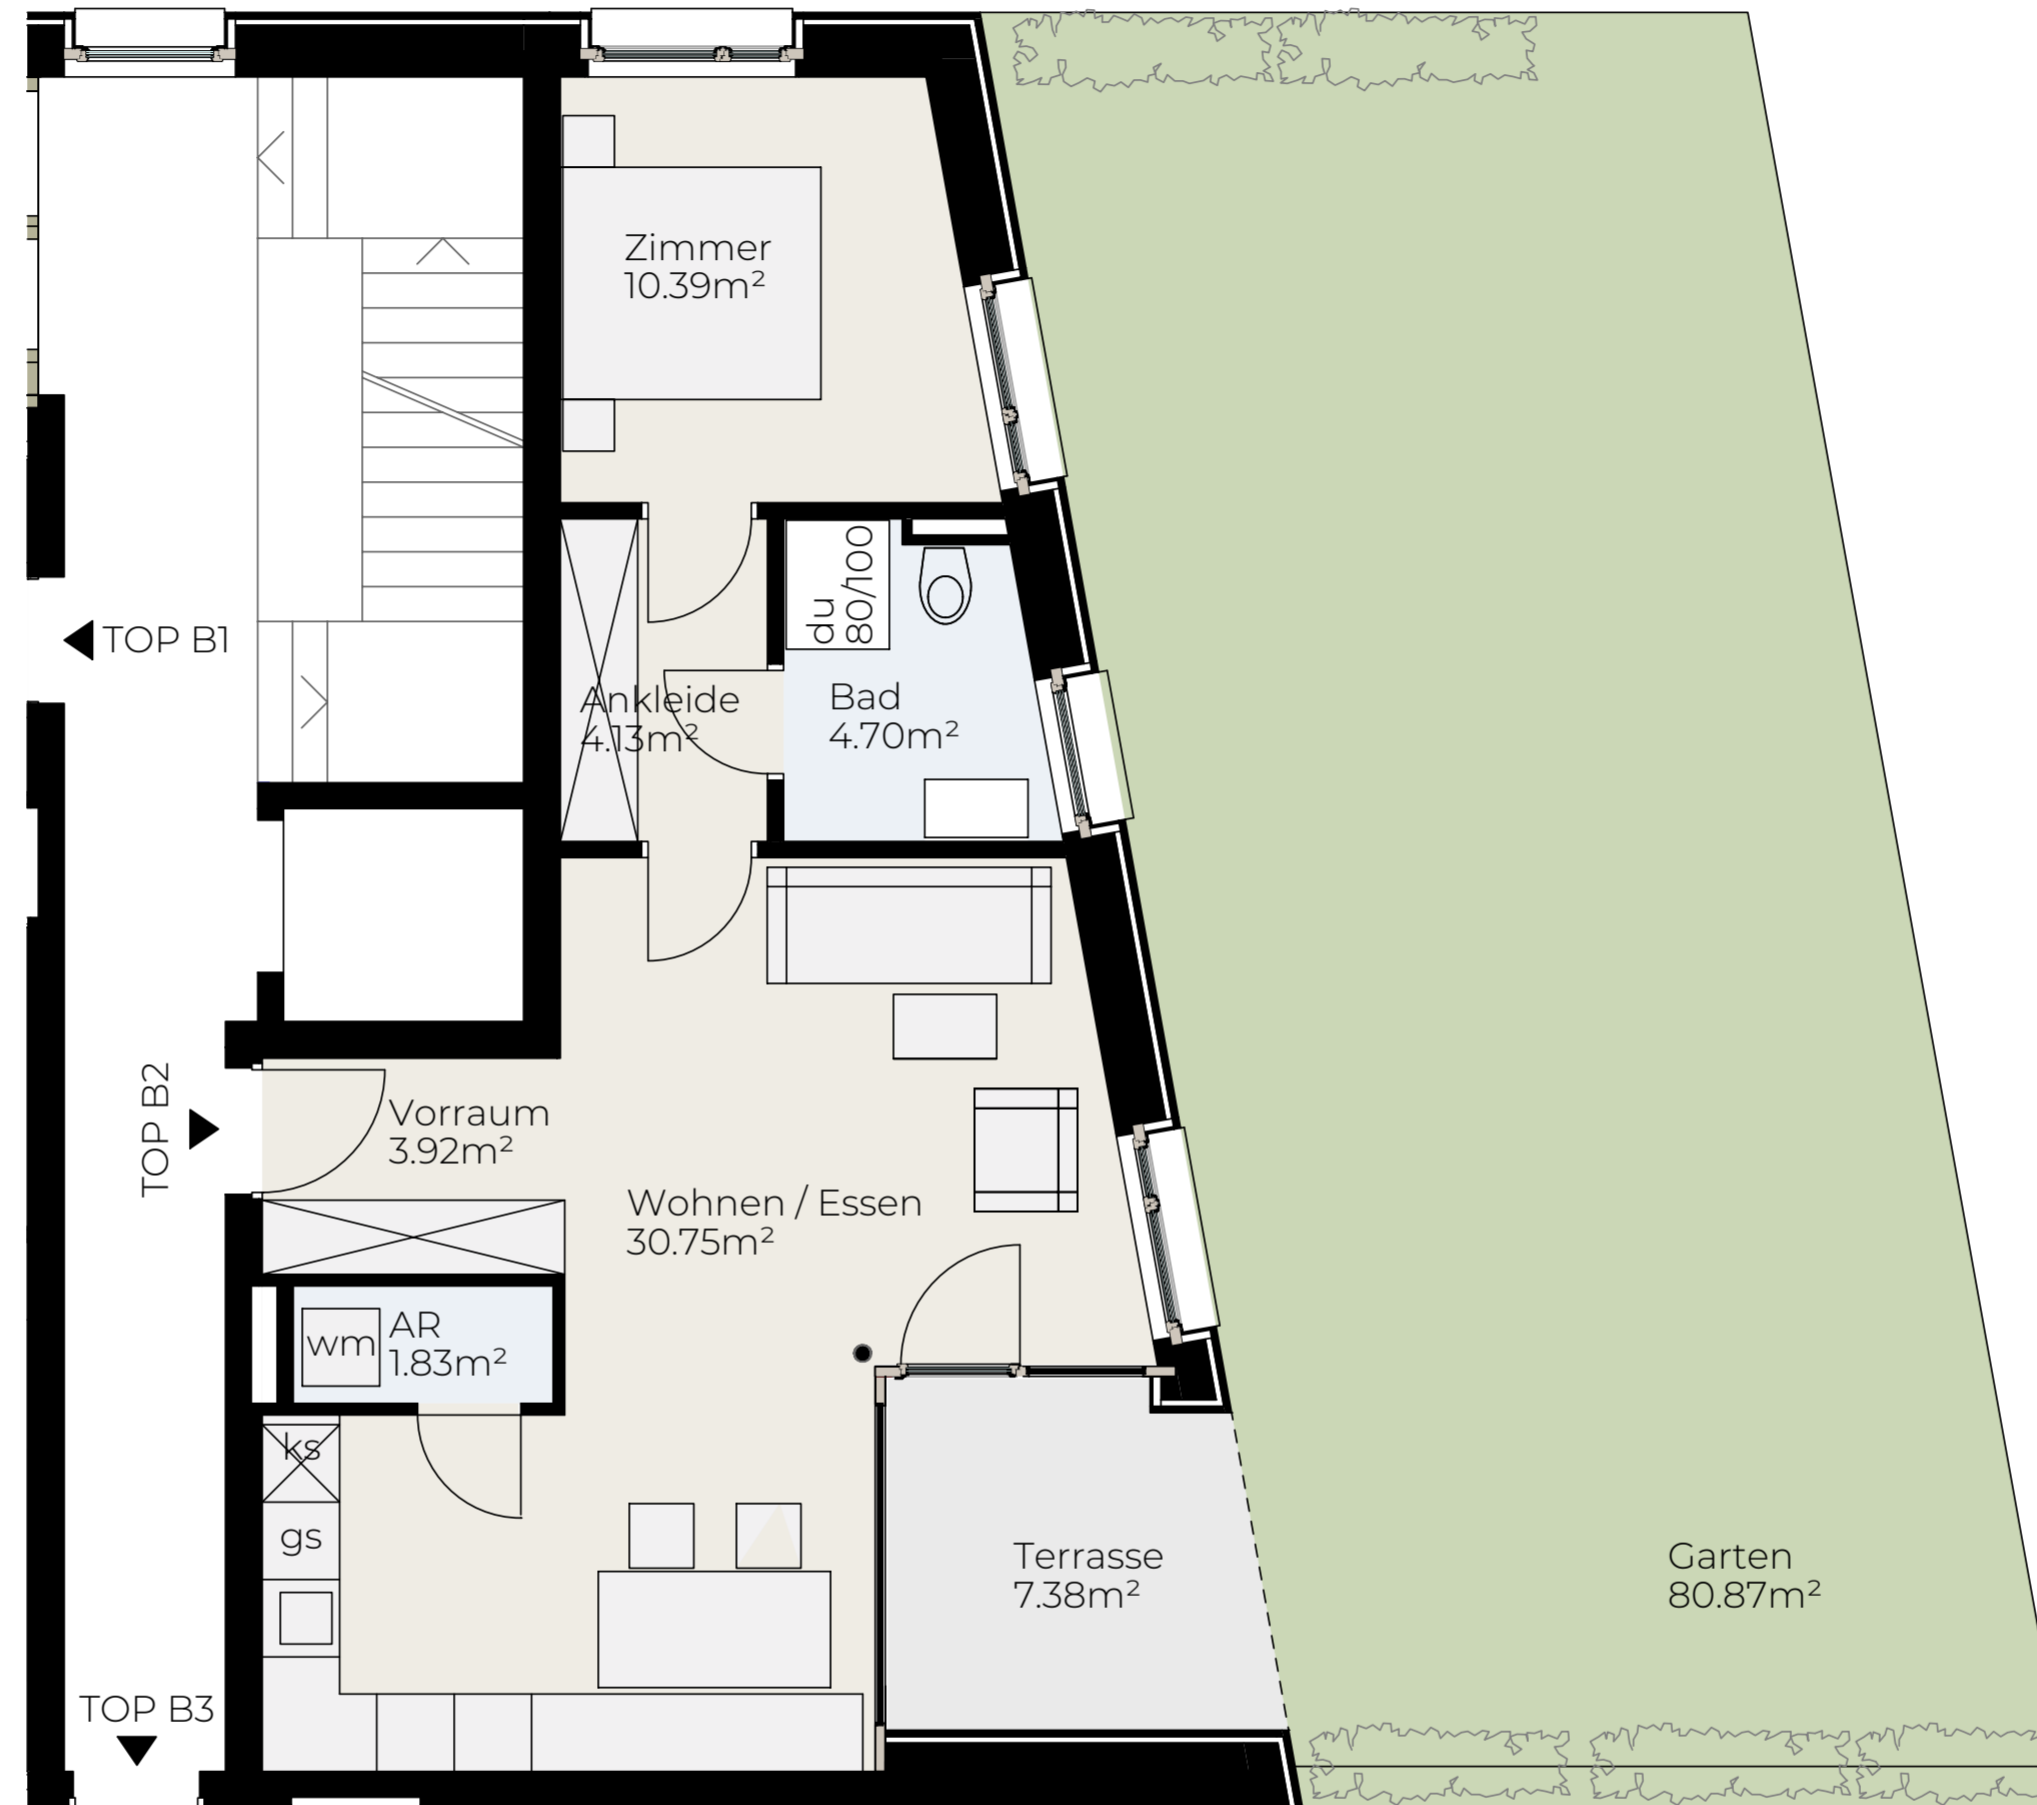 Zimmer
10.39m²
du
80/100
TOP B1
Ankleide
4.13m²
Bad
4.70m²
TOP B2
Vorraum
3.92m²
Wohnen / Essen
30.75m²
wm
AR
1.83m²
ks
gs
Terrasse
7.38m²
Garten
80.87m²
TOP B3